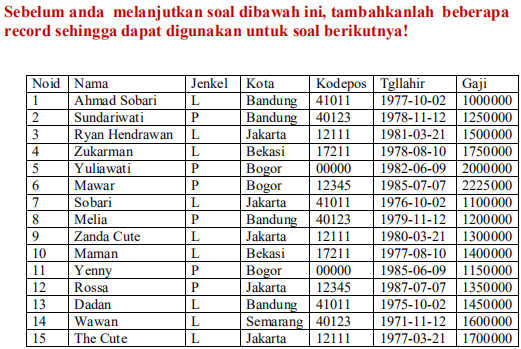 Sebelum anda melanjutkan soal dibawah ini, tambahkanlah beberapa
record sehingga dapat digunakan untuk soal berikutnya!
Noid Nama Jenkel Kota Kodepos Tgllahir Gaji
1 Ahmad Sobari L Bandung 41011 1977-10-02 1000000
2 Sundariwati P Bandung 40123 1978-11-12 1250000
3 Ryan Hendrawan L Jakarta 12111 1981-03-21 1500000
4 Zukarman L Bekasi 17211 1978-08-10 1750000
5 Yuliawati P Bogor 00000 1982-06-09 2000000
6 Mawar P Bogor 12345 1985-07-07 2225000
7 Sobari L Jakarta 41011 1976-10-02 1100000
8 Melia P Bandung 40123 1979-11-12 1200000
9 Zanda Cute L Jakarta 12111 1980-03-21 1300000
10 Maman L Bekasi 17211 1977-08-10 1400000
11 Yenny P Bogor 00000 1985-06-09 1150000
12 Rossa P Jakarta 12345 1987-07-07 1350000
13 Dadan L Bandung 41011 1975-10-02 1450000
14 Wawan L Semarang 40123 1971-11-12 1600000
15 The Cute L Jakarta 12111 1977-03-21 1700000